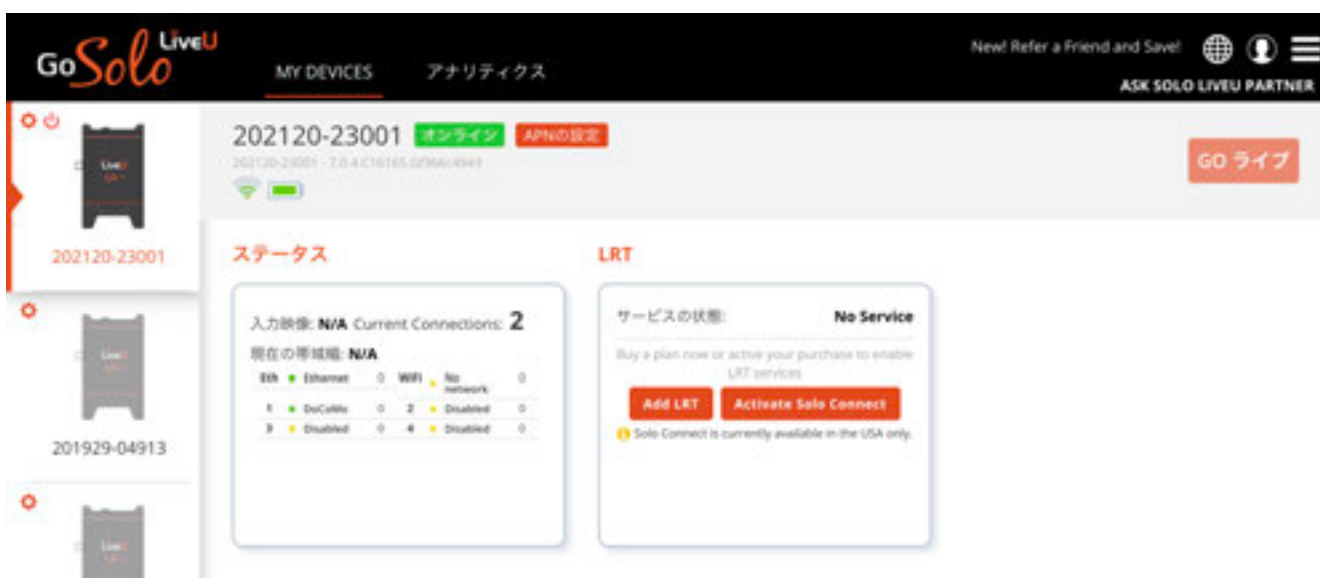 Go Solo LiveU
MY DEVICES
アナリティクス
New! Refer a Friend and Save!
ASK SOLO LIVEU PARTNER
LiveU
202120-23001
LiveU
201929-04913
LiveU
202120-23001 オンライン APNの設定
GO ライブ
ステータス
入力映像: N/A Current Connections: 2
現在の帯域幅: N/A
Eth Ethernet 0 WiFi No network 0
1 DoCoMo 0 2 Disabled 0
3 Disabled 0 4 Disabled 0
LRT
サービスの状態: No Service
Buy a plan now or active your purchase to enable
LRT services
Add LRT Activate Solo Connect
Solo Connect is currently available in the USA only.